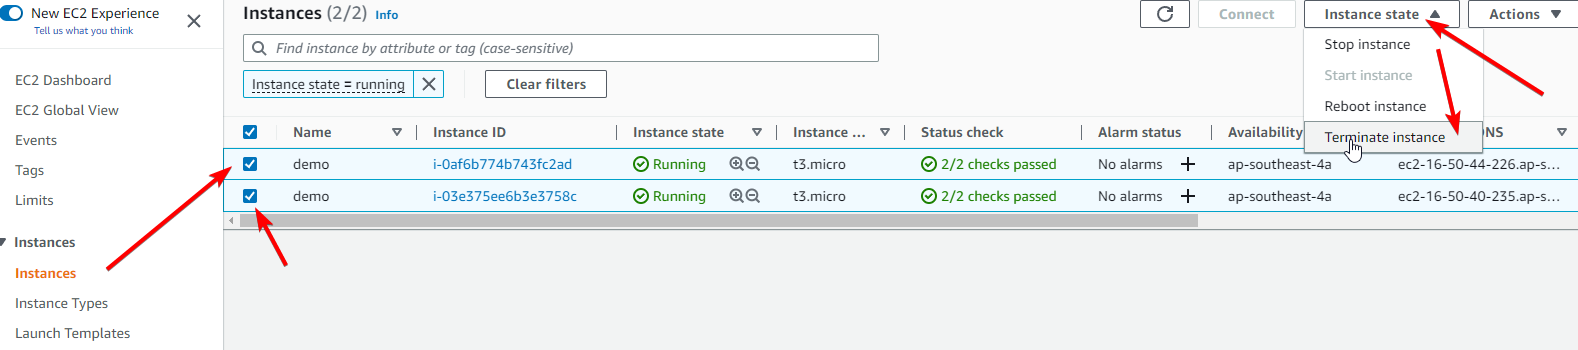 New EC2 Experience
Tell us what you think
EC2 Dashboard
EC2 Global View
Events
Tags
Limits
Instances
Instances
Instance Types
Launch Templates
Instances (2/2) Info
Connect
Instance state
Actions
Find instance by attribute or tag (case-sensitive)
Instance state = running
Clear filters
Stop instance
Start instance
Reboot instance
Terminate instance
Name Instance ID Instance state Instance ... Status check Alarm status Availability
demo i-0af6b774b743fc2ad Running t3.micro 2/2 checks passed No alarms + ap-southeast-4a ec2-16-50-44-226.ap-s...
demo i-03e375ee6b3e3758c Running t3.micro 2/2 checks passed No alarms + ap-southeast-4a ec2-16-50-40-235.ap-s...